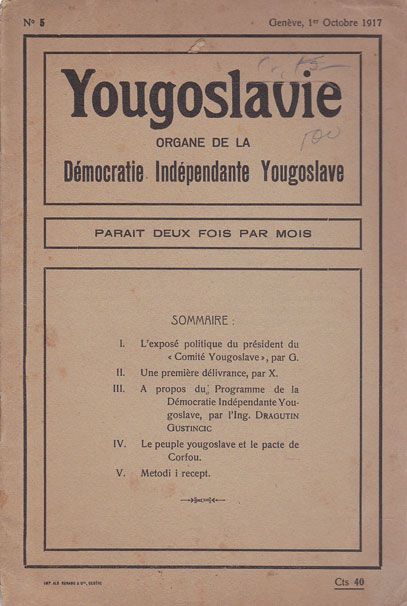 Nº 5
Genève, 1er Octobre 1917
Yougoslavie
ORGANE DE LA
Démocratie Indépendante Yougoslave
PARAIT DEUX FOIS PAR MOIS
SOMMAIRE :
I. L'exposé politique du président du
« Comité Yougoslave », par G.
II. Une première délivrance, par X.
III. A propos du Programme de la
Démocratie Indépendante You-
goslave, par l'Ing. DRAGUTIN
GUSTINCIC
IV. Le peuple yougoslave et le pacte de
Corfou.
V. Metodi i recept.
Cts 40